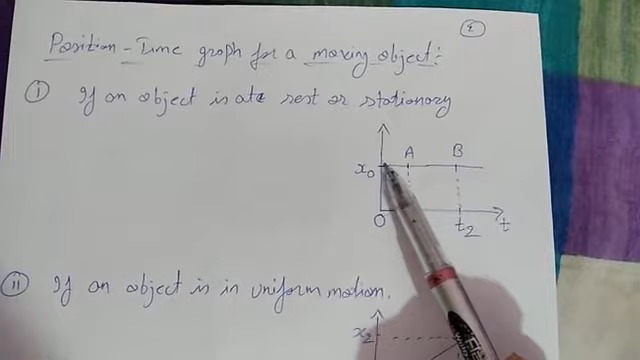 2
Position - Time graph for a moving object:
i If an object is at rest or stationary
A B
x0
O t2 t
ii If an object is in uniform motion.
x2